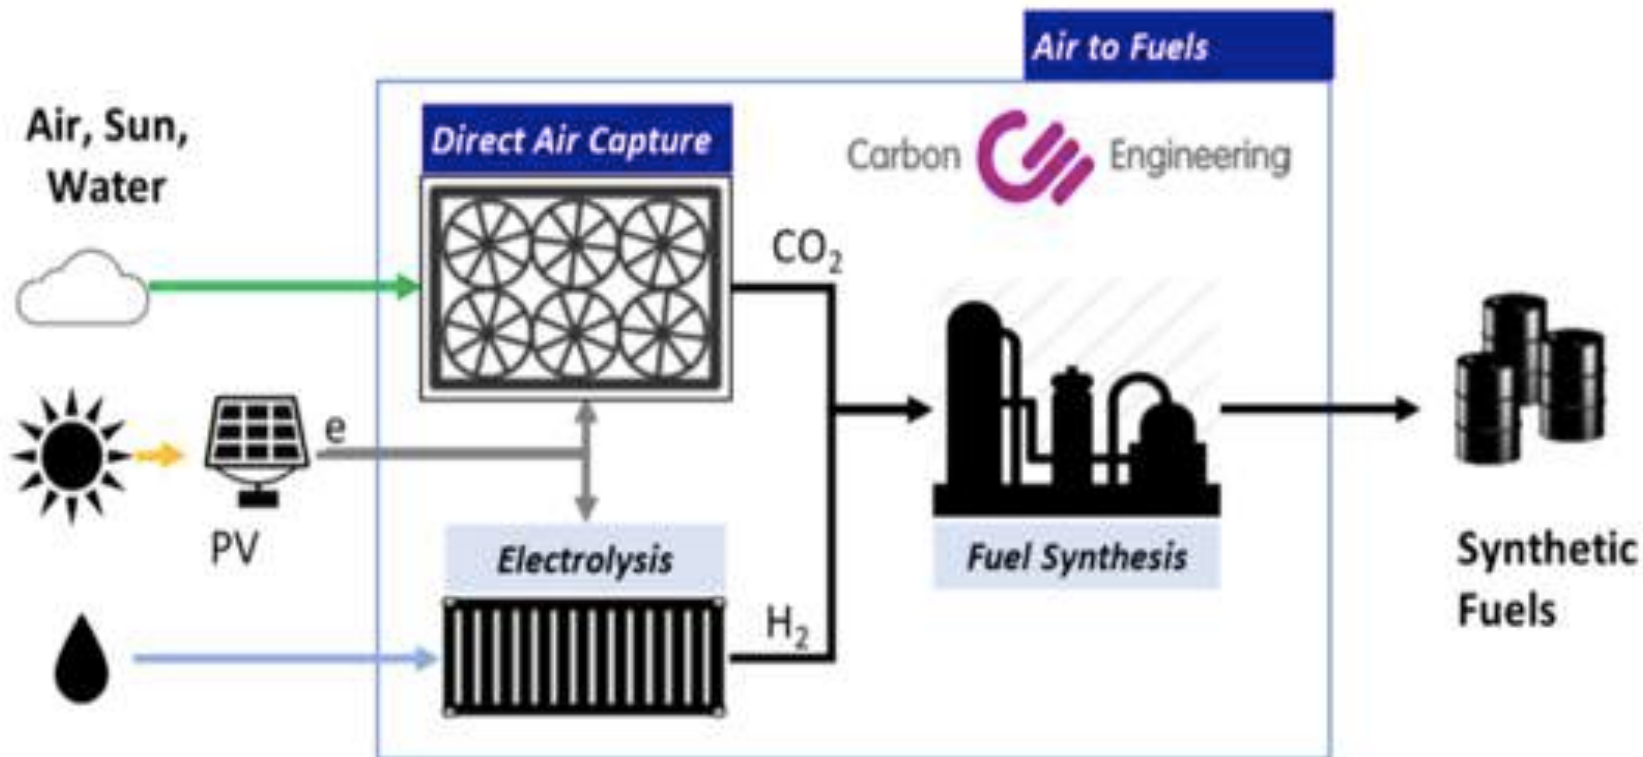 Air to Fuels
Air, Sun,
Water
Direct Air Capture
Carbon Engineering
CO₂
e
PV
Electrolysis
Fuel Synthesis
H₂
Synthetic
Fuels